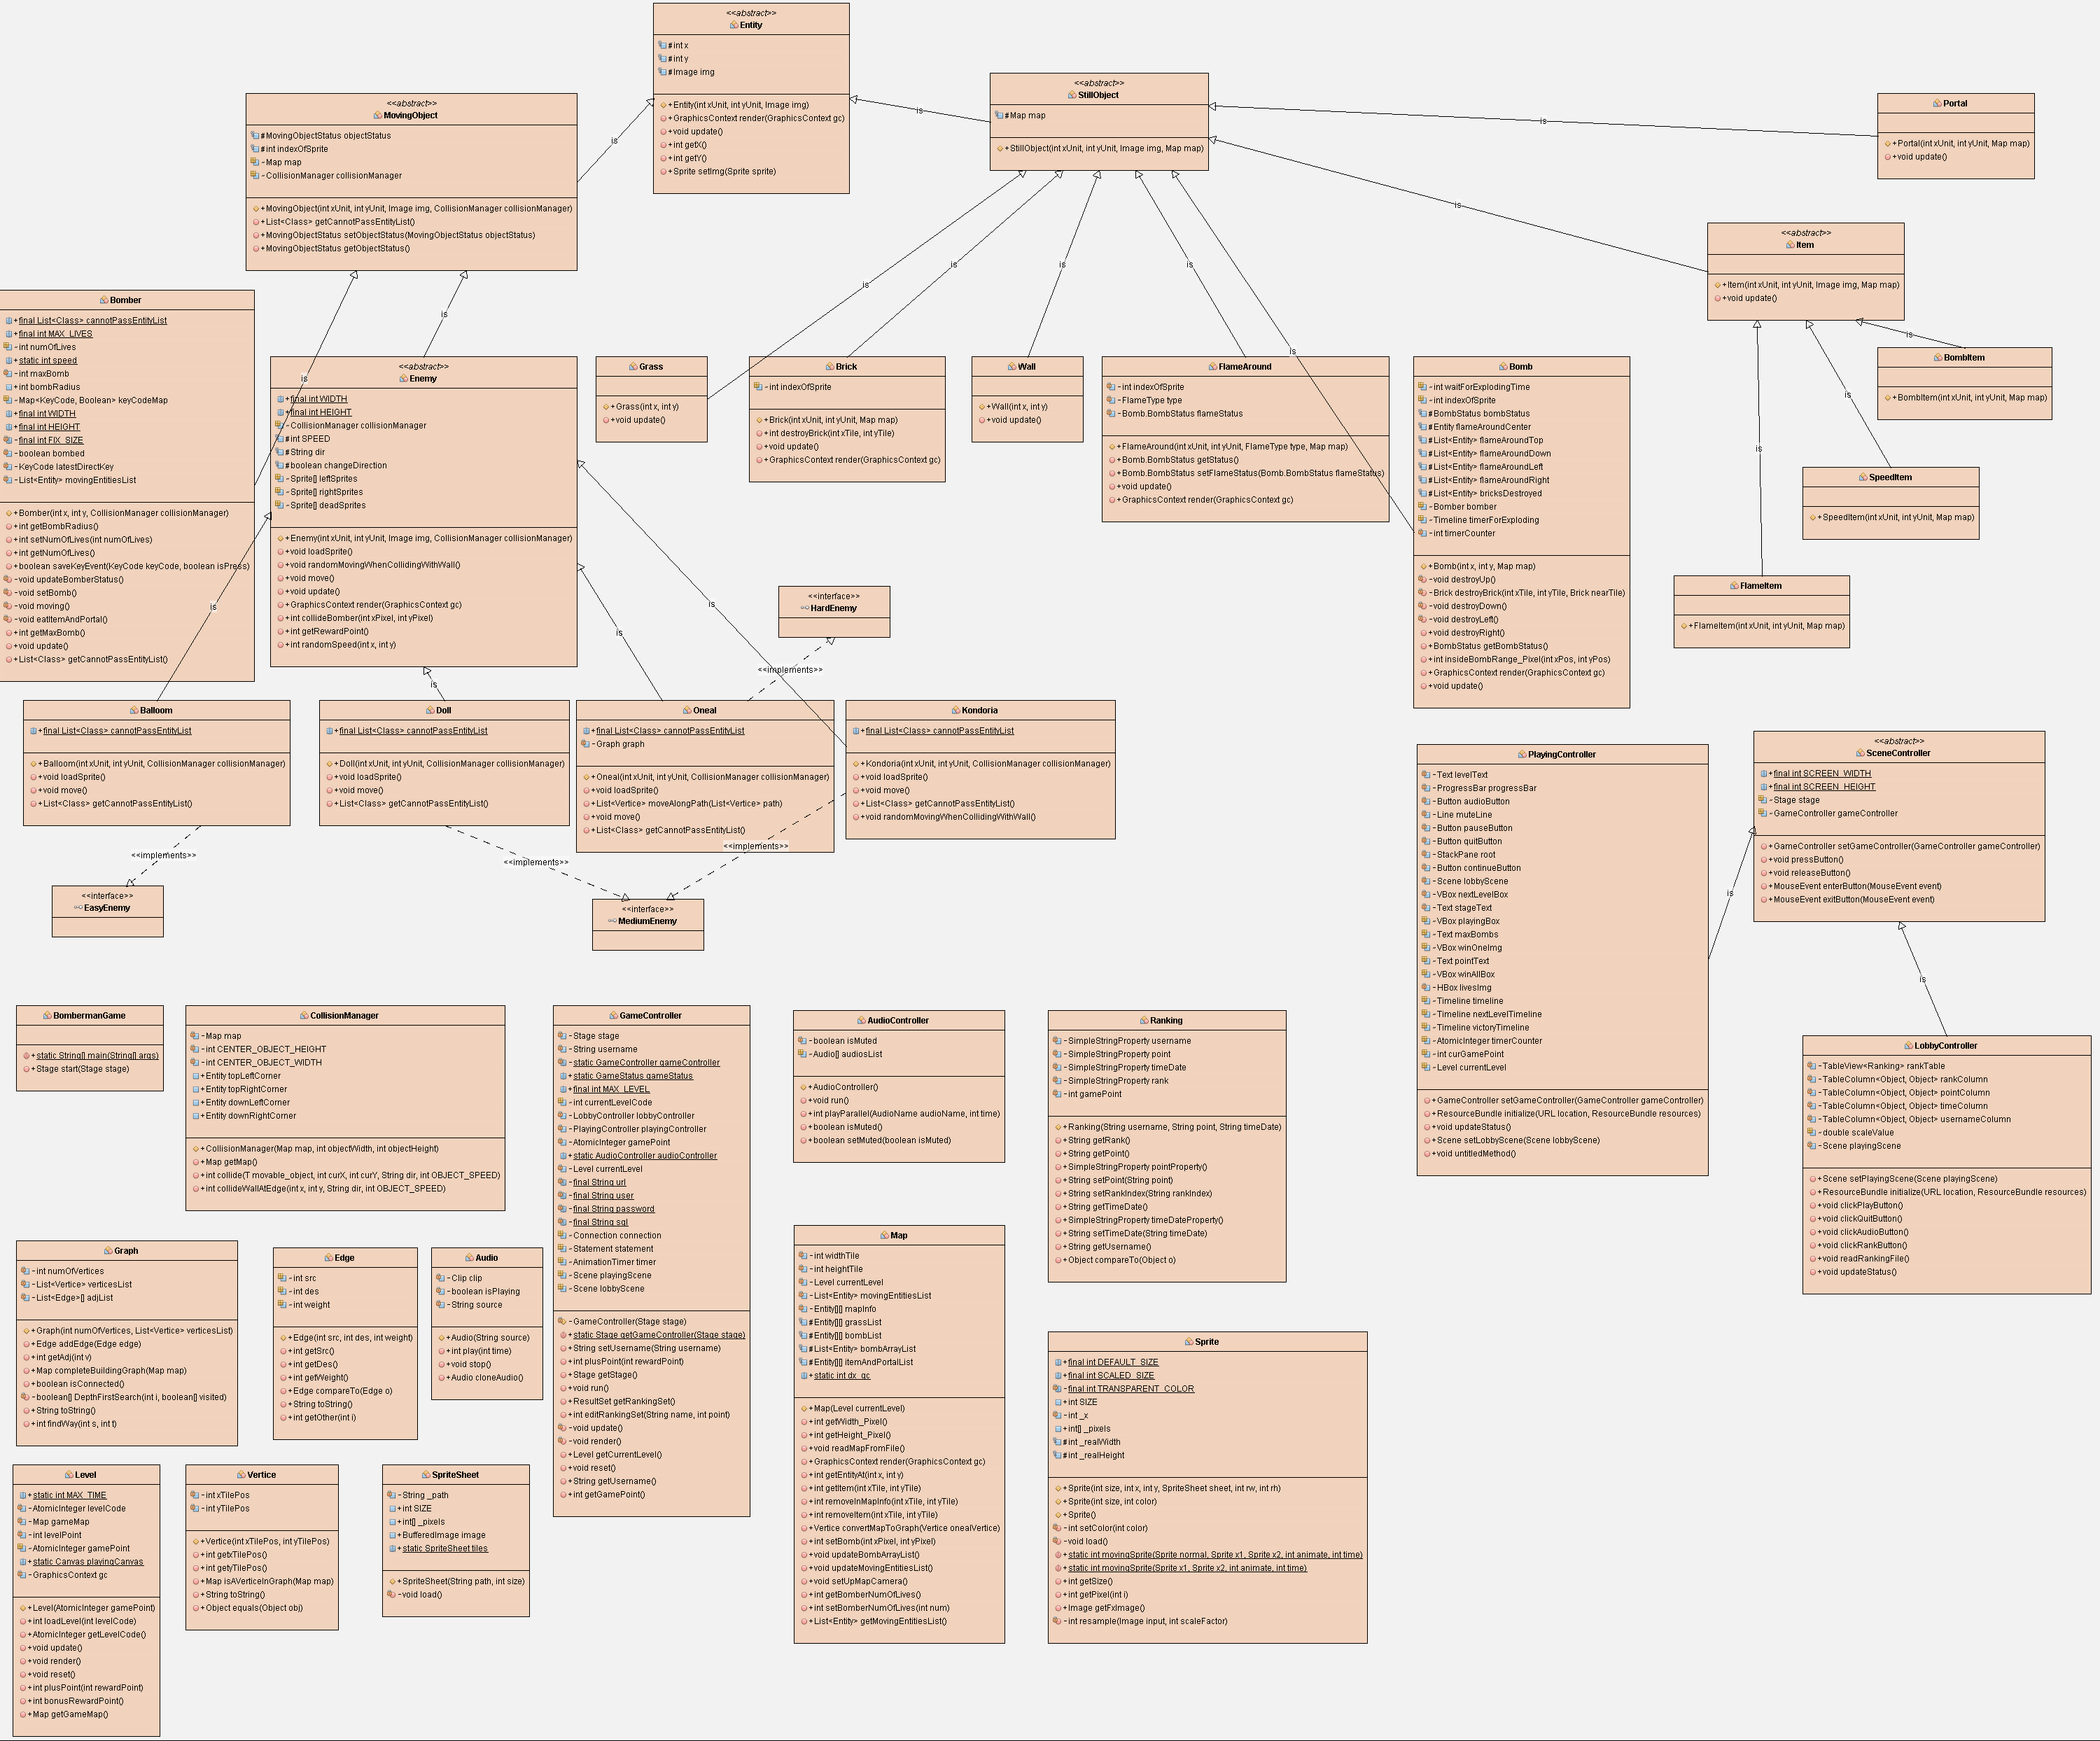 <<abstract>>
Entity
# int x
# int y
# Image img
+ Entity(int xUnit, int yUnit, Image img)
+ GraphicsContext render(GraphicsContext gc)
+ void update()
+ int getX()
+ int getY()
+ Sprite setImg(Sprite sprite)
<<abstract>>
MovingObject
# MovingObjectStatus objectStatus
# int indexOfSprite
- Map map
- CollisionManager collisionManager
+ MovingObject(int xUnit, int yUnit, Image img, CollisionManager collisionManager)
+ List<Class> getCannotPassEntityList()
+ MovingObjectStatus setObjectStatus(MovingObjectStatus objectStatus)
+ MovingObjectStatus getObjectStatus()
is
is
<<abstract>>
StillObject
# Map map
+ StillObject(int xUnit, int yUnit, Image img, Map map)
is
Portal
+ Portal(int xUnit, int yUnit, Map map)
+ void update()
is
<<abstract>>
Item
+ Item(int xUnit, int yUnit, Image img, Map map)
+ void update()
is
is
is
is
is
is
is
is
Bomber
+ final List<Class> cannotPassEntityList
+ final int MAX_LIVES
- int numOfLives
+ static int speed
- int maxBomb
+ int bombRadius
- Map<KeyCode, Boolean> keyCodeMap
+ final int WIDTH
+ final int HEIGHT
- final int FIX_SIZE
- boolean bombed
- KeyCode latestDirectKey
- List<Entity> movingEntitiesList
+ Bomber(int x, int y, CollisionManager collisionManager)
+ int getBombRadius()
+ int setNumOfLives(int numOfLives)
+ int getNumOfLives()
+ boolean saveKeyEvent(KeyCode keyCode, boolean isPress)
- void updateBomberStatus()
- void setBomb()
- void moving()
- void eatItemAndPortal()
+ int getMaxBomb()
+ void update()
+ List<Class> getCannotPassEntityList()
is
<<abstract>>
Enemy
+ final int WIDTH
+ final int HEIGHT
- CollisionManager collisionManager
# int SPEED
# String dir
# boolean changeDirection
- Sprite[] leftSprites
- Sprite[] rightSprites
- Sprite[] deadSprites
+ Enemy(int xUnit, int yUnit, Image img, CollisionManager collisionManager)
+ void loadSprite()
+ void randomMovingWhenCollidingWithWall()
+ void move()
+ void update()
+ GraphicsContext render(GraphicsContext gc)
+ int collideBomber(int xPixel, int yPixel)
+ int getRewardPoint()
+ int randomSpeed(int x, int y)
Grass
+ Grass(int x, int y)
+ void update()
Brick
- int indexOfSprite
+ Brick(int xUnit, int yUnit, Map map)
+ int destroyBrick(int xTile, int yTile)
+ void update()
+ GraphicsContext render(GraphicsContext gc)
Wall
+ Wall(int x, int y)
+ void update()
FlameAround
- int indexOfSprite
- FlameType type
- Bomb.BombStatus flameStatus
+ FlameAround(int xUnit, int yUnit, FlameType type, Map map)
+ Bomb.BombStatus getStatus()
+ Bomb.BombStatus setFlameStatus(Bomb.BombStatus flameStatus)
+ void update()
+ GraphicsContext render(GraphicsContext gc)
Bomb
- int waitForExplodingTime
- int indexOfSprite
# BombStatus bombStatus
# Entity flameAroundCenter
# List<Entity> flameAroundTop
# List<Entity> flameAroundDown
# List<Entity> flameAroundLeft
# List<Entity> flameAroundRight
# List<Entity> bricksDestroyed
- Bomber bomber
- Timeline timerForExploding
- int timerCounter
+ Bomb(int x, int y, Map map)
- void destroyUp()
- Brick destroyBrick(int xTile, int yTile, Brick nearTile)
- void destroyDown()
- void destroyLeft()
+ void destroyRight()
+ BombStatus getBombStatus()
+ int insideBombRange_Pixel(int xPos, int yPos)
+ GraphicsContext render(GraphicsContext gc)
+ void update()
BombItem
+ BombItem(int xUnit, int yUnit, Map map)
is
SpeedItem
+ SpeedItem(int xUnit, int yUnit, Map map)
is
FlameItem
+ FlameItem(int xUnit, int yUnit, Map map)
<<interface>>
HardEnemy
is
is
is
is
<<implements>>
Balloom
+ final List<Class> cannotPassEntityList
+ Balloom(int xUnit, int yUnit, CollisionManager collisionManager)
+ void loadSprite()
+ void move()
+ List<Class> getCannotPassEntityList()
Doll
+ final List<Class> cannotPassEntityList
+ Doll(int xUnit, int yUnit, CollisionManager collisionManager)
+ void loadSprite()
+ void move()
+ List<Class> getCannotPassEntityList()
Oneal
+ final List<Class> cannotPassEntityList
- Graph graph
+ Oneal(int xUnit, int yUnit, CollisionManager collisionManager)
+ void loadSprite()
+ List<Vertice> moveAlongPath(List<Vertice> path)
+ void move()
+ List<Class> getCannotPassEntityList()
Kondoria
+ final List<Class> cannotPassEntityList
+ Kondoria(int xUnit, int yUnit, CollisionManager collisionManager)
+ void loadSprite()
+ void move()
+ List<Class> getCannotPassEntityList()
+ void randomMovingWhenCollidingWithWall()
<<implements>>
<<implements>>
<<implements>>
<<interface>>
EasyEnemy
<<interface>>
MediumEnemy
PlayingController
- Text levelText
- ProgressBar progressBar
- Button audioButton
- Line muteLine
- Button pauseButton
- Button quitButton
- StackPane root
- Button continueButton
- Scene lobbyScene
- VBox nextLevelBox
- Text stageText
- VBox playingBox
- Text maxBombs
- VBox winOneImg
- Text pointText
- VBox winAllBox
- HBox livesImg
- Timeline timeline
- Timeline nextLevelTimeline
- Timeline victoryTimeline
- AtomicInteger timerCounter
- int curGamePoint
- Level currentLevel
+ GameController setGameController(GameController gameController)
+ ResourceBundle initialize(URL location, ResourceBundle resources)
+ void updateStatus()
+ Scene setLobbyScene(Scene lobbyScene)
+ void untitledMethod()
<<abstract>>
SceneController
+ final int SCREEN_WIDTH
+ final int SCREEN_HEIGHT
- Stage stage
- GameController gameController
+ GameController setGameController(GameController gameController)
+ void pressButton()
+ void releaseButton()
+ MouseEvent enterButton(MouseEvent event)
+ MouseEvent exitButton(MouseEvent event)
is
is
LobbyController
- TableView<Ranking> rankTable
- TableColumn<Object, Object> rankColumn
- TableColumn<Object, Object> pointColumn
- TableColumn<Object, Object> timeColumn
- TableColumn<Object, Object> usernameColumn
- double scaleValue
- Scene playingScene
+ Scene setPlayingScene(Scene playingScene)
+ ResourceBundle initialize(URL location, ResourceBundle resources)
+ void clickPlayButton()
+ void clickQuitButton()
+ void clickAudioButton()
+ void clickRankButton()
+ void readRankingFile()
+ void updateStatus()
BombermanGame
+ static String[] main(String[] args)
+ Stage start(Stage stage)
CollisionManager
- Map map
- int CENTER_OBJECT_HEIGHT
- int CENTER_OBJECT_WIDTH
+ Entity topLeftCorner
+ Entity topRightCorner
+ Entity downLeftCorner
+ Entity downRightCorner
+ CollisionManager(Map map, int objectWidth, int objectHeight)
+ Map getMap()
+ int collide(T movable_object, int curX, int curY, String dir, int OBJECT_SPEED)
+ int collideWallAtEdge(int x, int y, String dir, int OBJECT_SPEED)
GameController
- Stage stage
- String username
- static GameController gameController
+ static GameStatus gameStatus
+ final int MAX_LEVEL
- int currentLevelCode
- LobbyController lobbyController
- PlayingController playingController
- AtomicInteger gamePoint
+ static AudioController audioController
- Level currentLevel
- final String url
- final String user
- final String password
- final String sql
- Connection connection
- Statement statement
- AnimationTimer timer
- Scene playingScene
- Scene lobbyScene
- GameController(Stage stage)
+ static Stage getGameController(Stage stage)
+ String setUsername(String username)
+ int plusPoint(int rewardPoint)
+ Stage getStage()
+ void run()
+ ResultSet getRankingSet()
+ int editRankingSet(String name, int point)
- void update()
- void render()
+ Level getCurrentLevel()
+ void reset()
+ String getUsername()
+ int getGamePoint()
AudioController
- boolean isMuted
- Audio[] audiosList
+ AudioController()
+ void run()
+ int playParallel(AudioName audioName, int time)
+ boolean isMuted()
+ boolean setMuted(boolean isMuted)
Ranking
- SimpleStringProperty username
- SimpleStringProperty point
- SimpleStringProperty timeDate
- SimpleStringProperty rank
- int gamePoint
+ Ranking(String username, String point, String timeDate)
+ String getRank()
+ String getPoint()
+ SimpleStringProperty pointProperty()
+ String setPoint(String point)
+ String setRankIndex(String rankIndex)
+ String getTimeDate()
+ SimpleStringProperty timeDateProperty()
+ String setTimeDate(String timeDate)
+ String getUsername()
+ Object compareTo(Object o)
Graph
- int numOfVertices
- List<Vertice> verticesList
- List<Edge>[] adjList
+ Graph(int numOfVertices, List<Vertice> verticesList)
+ Edge addEdge(Edge edge)
+ int getAdj(int v)
+ Map completeBuildingGraph(Map map)
+ boolean isConnected()
- boolean[] DepthFirstSearch(int i, boolean[] visited)
+ String toString()
+ int findWay(int s, int t)
Edge
- int src
- int des
- int weight
+ Edge(int src, int des, int weight)
+ int getSrc()
+ int getDes()
+ int getWeight()
+ Edge compareTo(Edge o)
+ String toString()
+ int getOther(int i)
Audio
- Clip clip
- boolean isPlaying
- String source
+ Audio(String source)
+ int play(int time)
+ void stop()
+ Audio cloneAudio()
Map
- int widthTile
- int heightTile
- Level currentLevel
- List<Entity> movingEntitiesList
- Entity[][] mapInfo
# Entity[][] grassList
# Entity[][] bombList
# List<Entity> bombArrayList
# Entity[][] itemAndPortalList
+ static int dx_gc
+ Map(Level currentLevel)
+ int getWidth_Pixel()
+ int getHeight_Pixel()
+ void readMapFromFile()
+ GraphicsContext render(GraphicsContext gc)
+ int getEntityAt(int x, int y)
+ int getItem(int xTile, int yTile)
+ int removeInMapInfo(int xTile, int yTile)
+ int removeItem(int xTile, int yTile)
+ Vertice convertMapToGraph(Vertice onealVertice)
+ int setBomb(int xPixel, int yPixel)
+ void updateBombArrayList()
+ void updateMovingEntitiesList()
+ void setUpMapCamera()
+ int getBomberNumOfLives()
+ int setBomberNumOfLives(int num)
+ List<Entity> getMovingEntitiesList()
Sprite
+ final int DEFAULT_SIZE
+ final int SCALED_SIZE
- final int TRANSPARENT_COLOR
+ int SIZE
- int _x
+ int[] _pixels
# int _realWidth
# int _realHeight
+ Sprite(int size, int x, int y, SpriteSheet sheet, int rw, int rh)
+ Sprite(int size, int color)
+ Sprite()
- int setColor(int color)
- void load()
+ static int movingSprite(Sprite normal, Sprite x1, Sprite x2, int animate, int time)
+ static int movingSprite(Sprite x1, Sprite x2, int animate, int time)
+ int getSize()
+ int getPixel(int i)
+ Image getFxImage()
- int resample(Image input, int scaleFactor)
Level
+ static int MAX_TIME
- AtomicInteger levelCode
- Map gameMap
- int levelPoint
- AtomicInteger gamePoint
+ static Canvas playingCanvas
- GraphicsContext gc
+ Level(AtomicInteger gamePoint)
+ int loadLevel(int levelCode)
+ AtomicInteger getLevelCode()
+ void update()
+ void render()
+ void reset()
+ int plusPoint(int rewardPoint)
+ int bonusRewardPoint()
+ Map getGameMap()
Vertice
- int xTilePos
- int yTilePos
+ Vertice(int xTilePos, int yTilePos)
+ int getxTilePos()
+ int getyTilePos()
+ Map isAVerticeInGraph(Map map)
+ String toString()
+ Object equals(Object obj)
SpriteSheet
- String _path
+ int SIZE
+ int[] _pixels
+ BufferedImage image
+ static SpriteSheet tiles
+ SpriteSheet(String path, int size)
- void load()